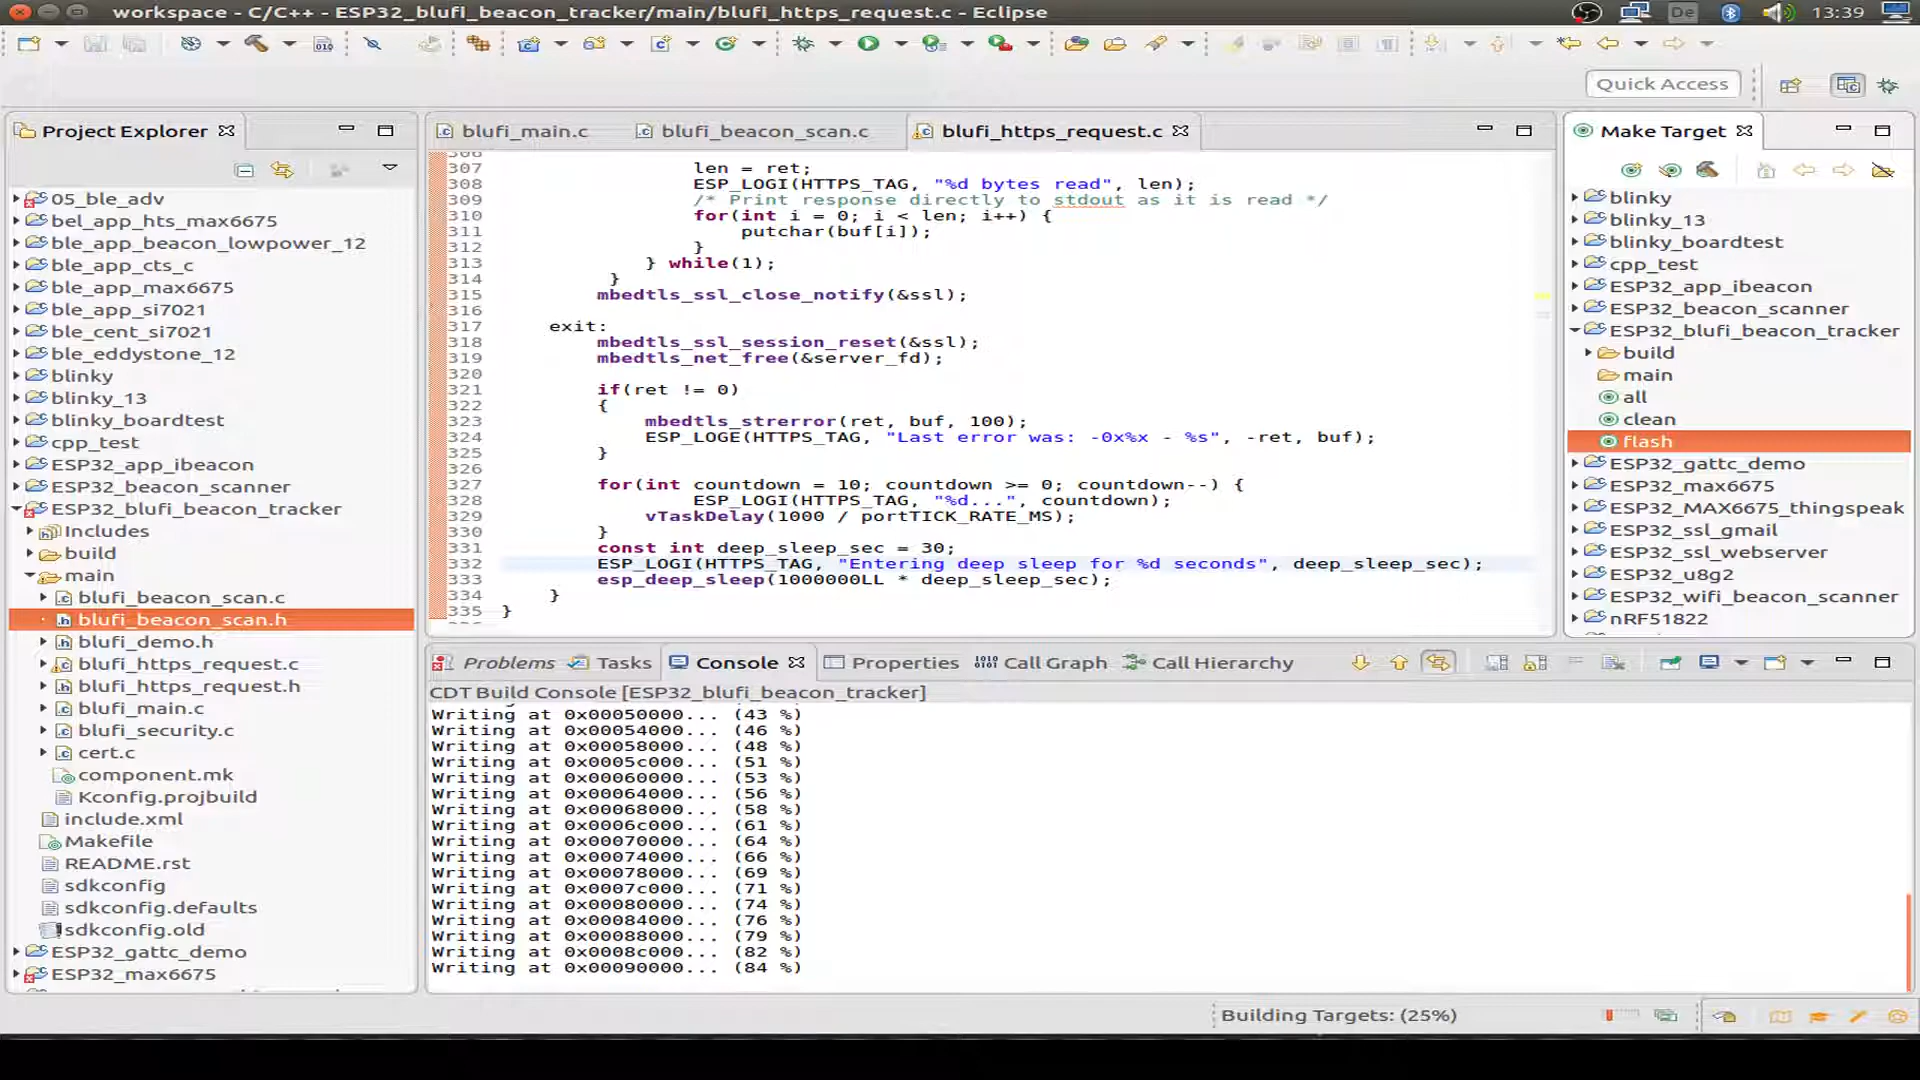 workspace - C/C++ - ESP32_blufi_beacon_tracker/main/blufi_https_request.c - Eclipse
De
13:39
Quick Access
Project Explorer
05_ble_adv
bel_app_hts_max6675
ble_app_beacon_lowpower_12
ble_app_cts_c
ble_app_max6675
ble_app_si7021
ble_cent_si7021
ble_eddystone_12
blinky
blinky_13
blinky_boardtest
cpp_test
ESP32_app_ibeacon
ESP32_beacon_scanner
ESP32_blufi_beacon_tracker
Includes
build
main
blufi_beacon_scan.c
blufi_beacon_scan.h
blufi_demo.h
blufi_https_request.c
blufi_https_request.h
blufi_main.c
blufi_security.c
cert.c
component.mk
Kconfig.projbuild
include.xml
Makefile
README.rst
sdkconfig
sdkconfig.defaults
sdkconfig.old
ESP32_gattc_demo
ESP32_max6675
blufi_main.c
blufi_beacon_scan.c
blufi_https_request.c
306
307 len = ret;
308 ESP_LOGI(HTTPS_TAG, "%d bytes read", len);
309 /* Print response directly to stdout as it is read */
310 for(int i = 0; i < len; i++) {
311 putchar(buf[i]);
312 }
313 } while(1);
314 }
315 mbedtls_ssl_close_notify(&ssl);
316
317 exit:
318 mbedtls_ssl_session_reset(&ssl);
319 mbedtls_net_free(&server_fd);
320
321 if(ret != 0)
322 {
323 mbedtls_strerror(ret, buf, 100);
324 ESP_LOGE(HTTPS_TAG, "Last error was: -0x%x - %s", -ret, buf);
325 }
326
327 for(int countdown = 10; countdown >= 0; countdown--) {
328 ESP_LOGI(HTTPS_TAG, "%d...", countdown);
329 vTaskDelay(1000 / portTICK_RATE_MS);
330 }
331 const int deep_sleep_sec = 30;
332 ESP_LOGI(HTTPS_TAG, "Entering deep sleep for %d seconds", deep_sleep_sec);
333 esp_deep_sleep(1000000LL * deep_sleep_sec);
334 }
335 }
Make Target
blinky
blinky_13
blinky_boardtest
cpp_test
ESP32_app_ibeacon
ESP32_beacon_scanner
ESP32_blufi_beacon_tracker
build
main
all
clean
flash
ESP32_gattc_demo
ESP32_max6675
ESP32_MAX6675_thingspeak
ESP32_ssl_gmail
ESP32_ssl_webserver
ESP32_u8g2
ESP32_wifi_beacon_scanner
nRF51822
Problems
Tasks
Console
Properties
Call Graph
Call Hierarchy
CDT Build Console [ESP32_blufi_beacon_tracker]
Writing at 0x00050000... (43 %)
Writing at 0x00054000... (46 %)
Writing at 0x00058000... (48 %)
Writing at 0x0005c000... (51 %)
Writing at 0x00060000... (53 %)
Writing at 0x00064000... (56 %)
Writing at 0x00068000... (58 %)
Writing at 0x0006c000... (61 %)
Writing at 0x00070000... (64 %)
Writing at 0x00074000... (66 %)
Writing at 0x00078000... (69 %)
Writing at 0x0007c000... (71 %)
Writing at 0x00080000... (74 %)
Writing at 0x00084000... (76 %)
Writing at 0x00088000... (79 %)
Writing at 0x0008c000... (82 %)
Writing at 0x00090000... (84 %)
Building Targets: (25%)